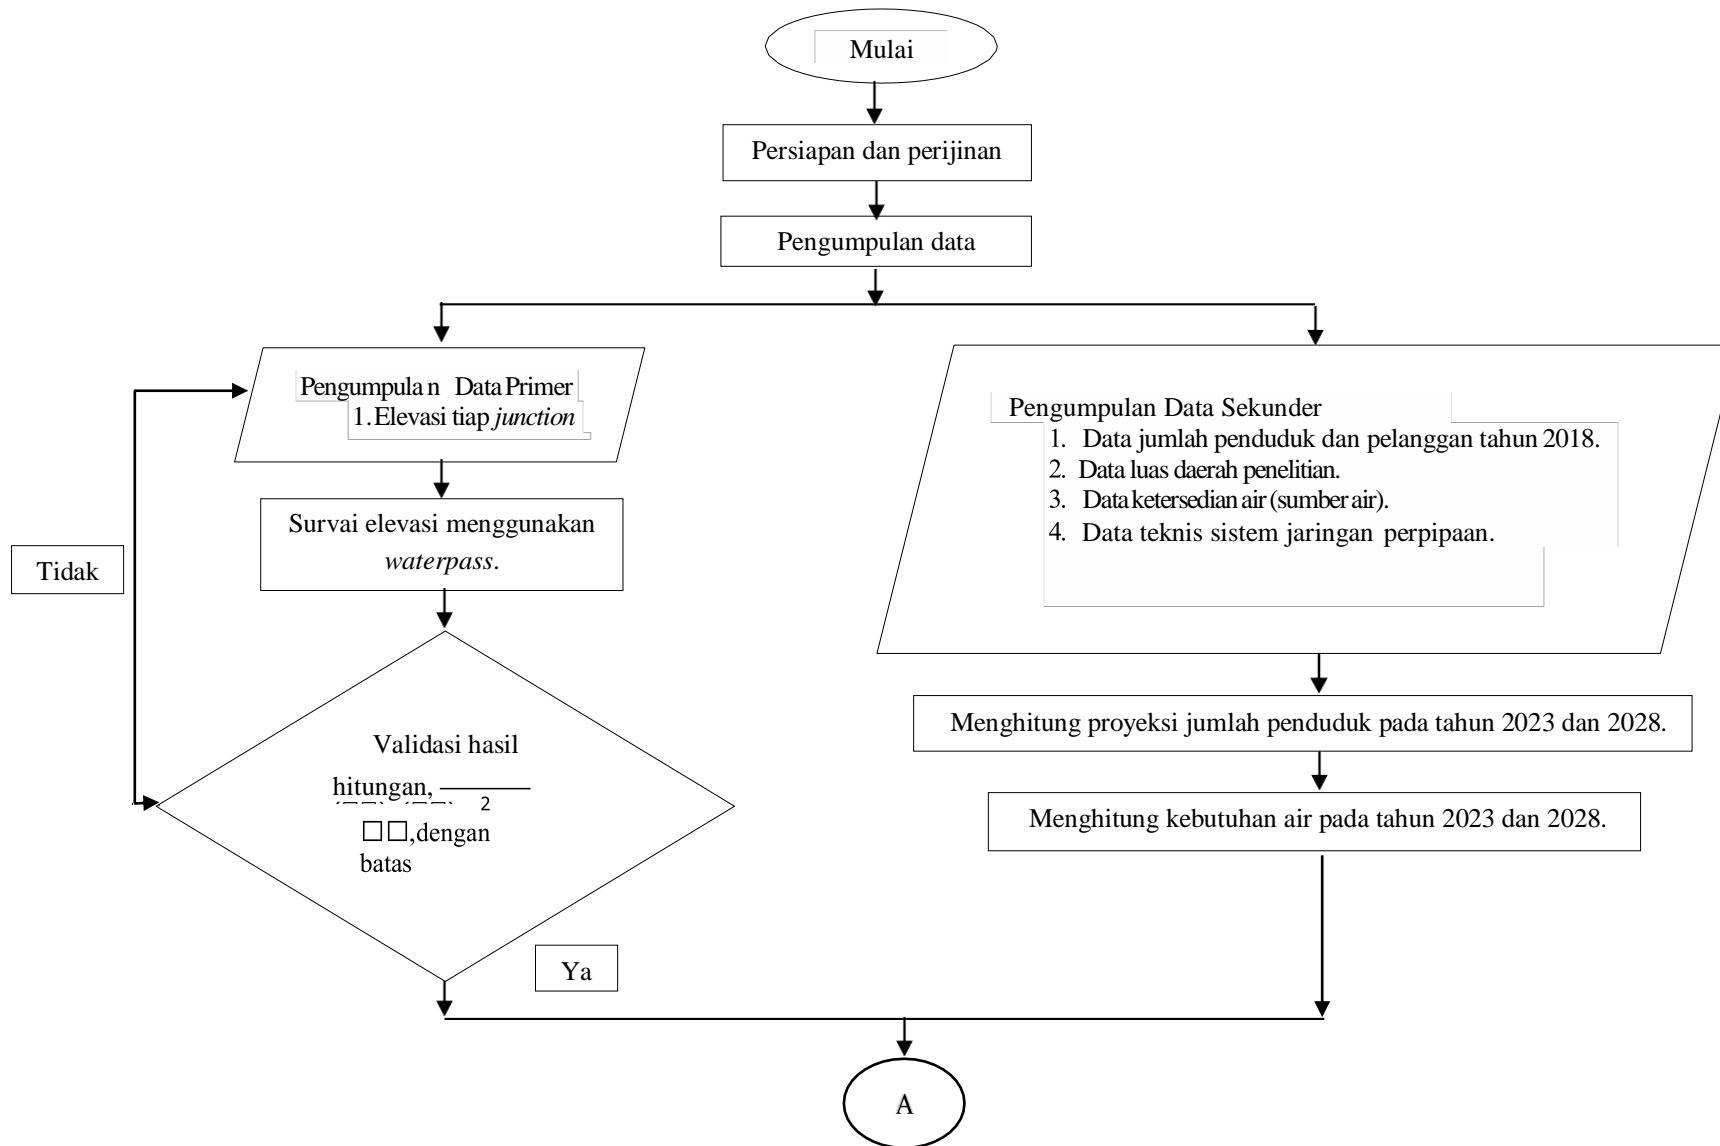 Mulai
Persiapan dan perijinan
Pengumpulan data
Pengumpula n Data Primer
1. Elevasi tiap junction
Survai elevasi menggunakan
waterpass.
Tidak
Validasi hasil
hitungan,
2
□□,dengan
batas
Ya
Pengumpulan Data Sekunder
1. Data jumlah penduduk dan pelanggan tahun 2018.
2. Data luas daerah penelitian.
3. Data ketersedian air (sumber air).
4. Data teknis sistem jaringan perpipaan.
Menghitung proyeksi jumlah penduduk pada tahun 2023 dan 2028.
Menghitung kebutuhan air pada tahun 2023 dan 2028.
A